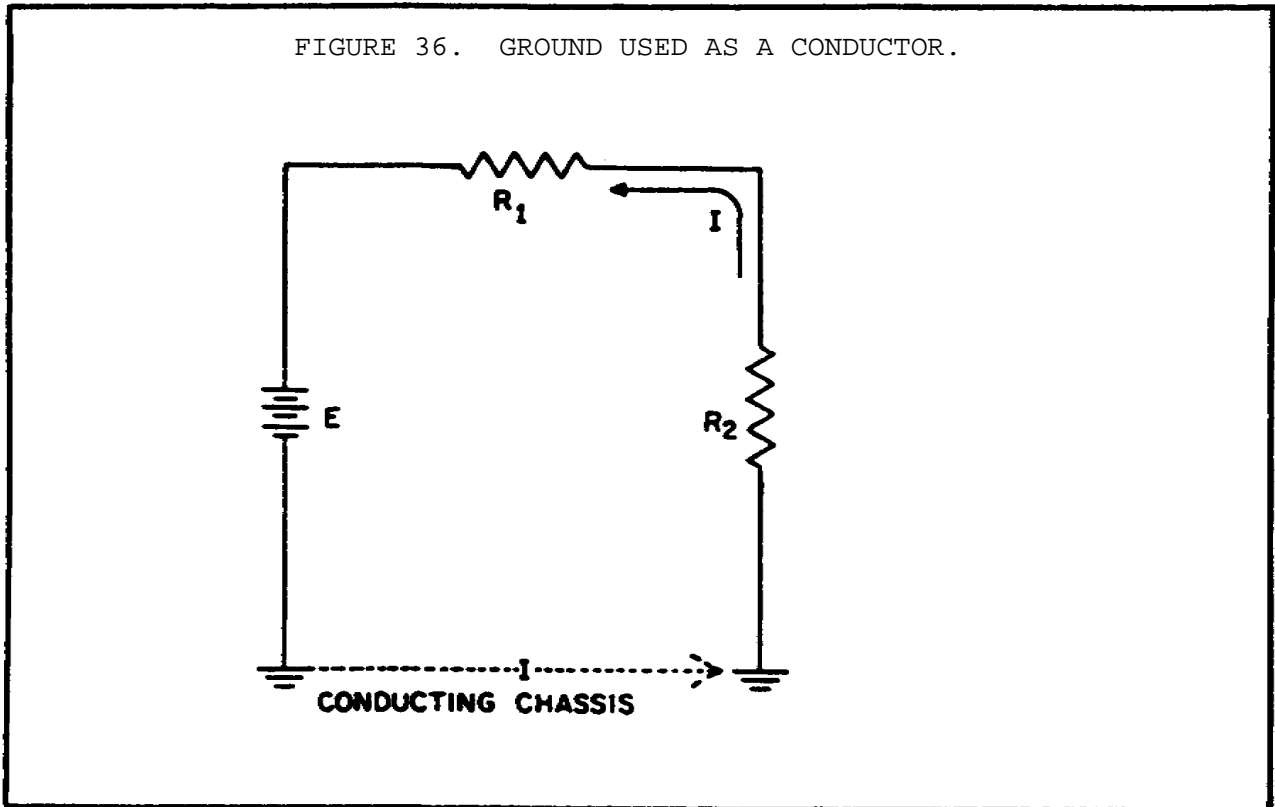 FIGURE 36. GROUND USED AS A CONDUCTOR.
R1
I
E
R2
I
CONDUCTING CHASSIS